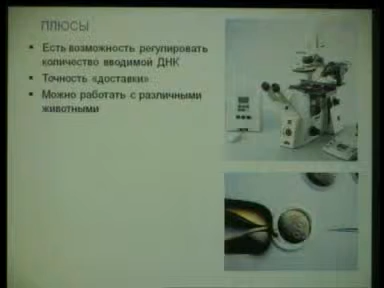 ПЛЮСЫ
▪ Есть возможность регулировать
количество вводимой ДНК
▪ Точность «доставки»
▪ Можно работать с различными
животными